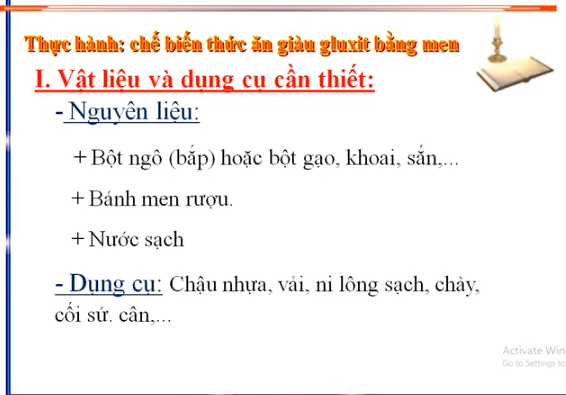 Thực hành: chế biến thức ăn giàu gluxit bằng men
I. Vật liệu và dụng cụ cần thiết:
- Nguyên liệu:
+ Bột ngô (bắp) hoặc bột gạo, khoai, sắn,...
+ Bánh men rượu.
+ Nước sạch
- Dụng cụ: Chậu nhựa, vải, ni lông sạch, chày,
cối sứ. cân,...
Activate Win
Go to Settings to